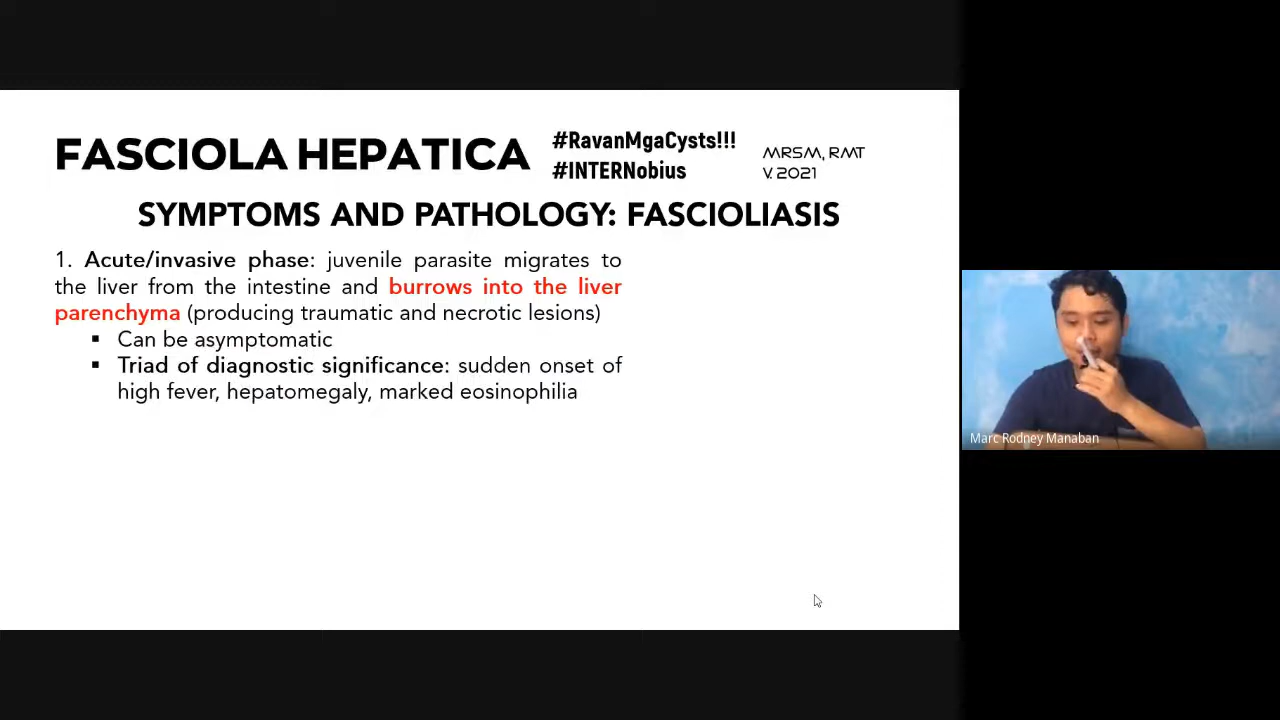 FASCIOLA HEPATICA
#RavanMgaCysts!!!
#INTERNobius
MRSM, RMT
V. 2021
SYMPTOMS AND PATHOLOGY: FASCIOLIASIS
1. Acute/invasive phase: juvenile parasite migrates to
the liver from the intestine and burrows into the liver
parenchyma (producing traumatic and necrotic lesions)
▪ Can be asymptomatic
▪ Triad of diagnostic significance: sudden onset of
high fever, hepatomegaly, marked eosinophilia
Marc Rodney Manaban